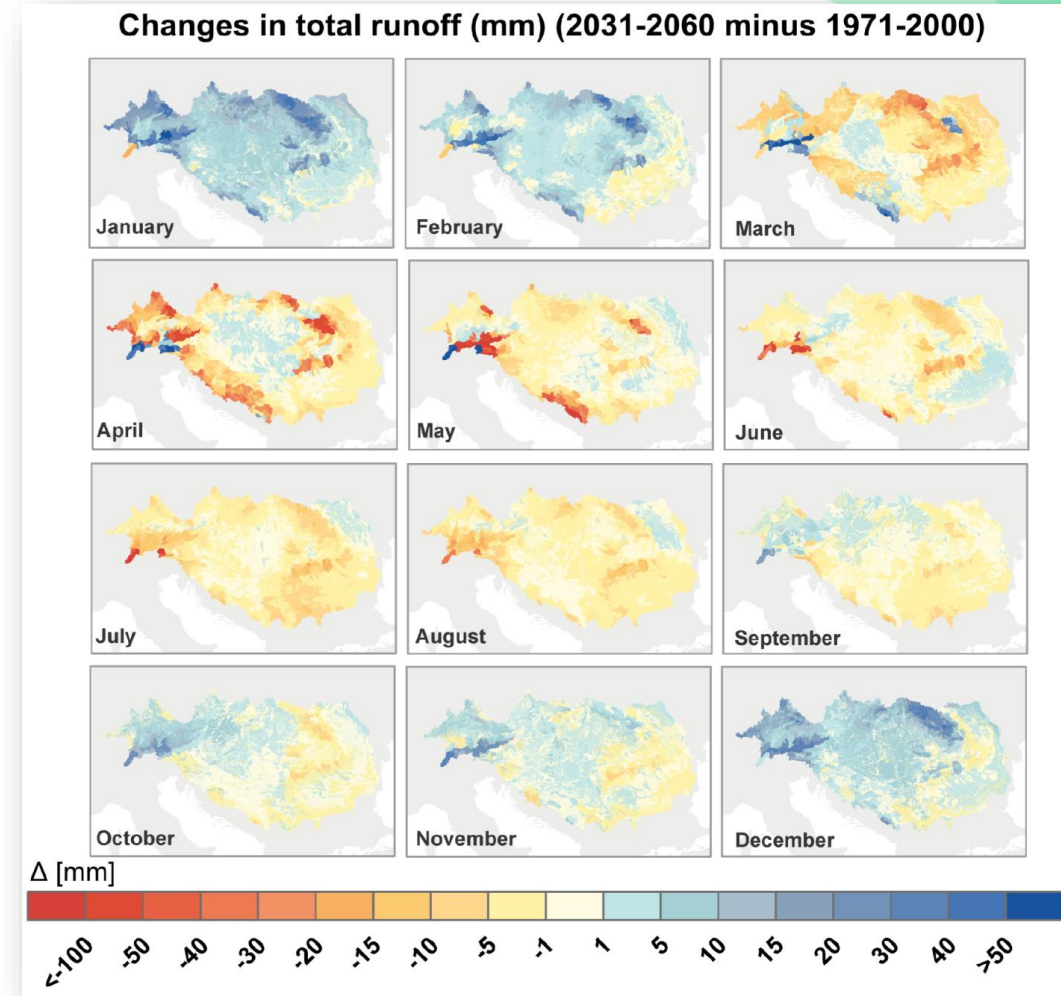 Changes in total runoff (mm) (2031-2060 minus 1971-2000)
January
February
March
April
May
June
July
August
September
October
November
December
Δ [mm]
<-100
-50
-40
-30
-20
-15
-10
-5
-1
1
5
10
15
20
30
40
>50